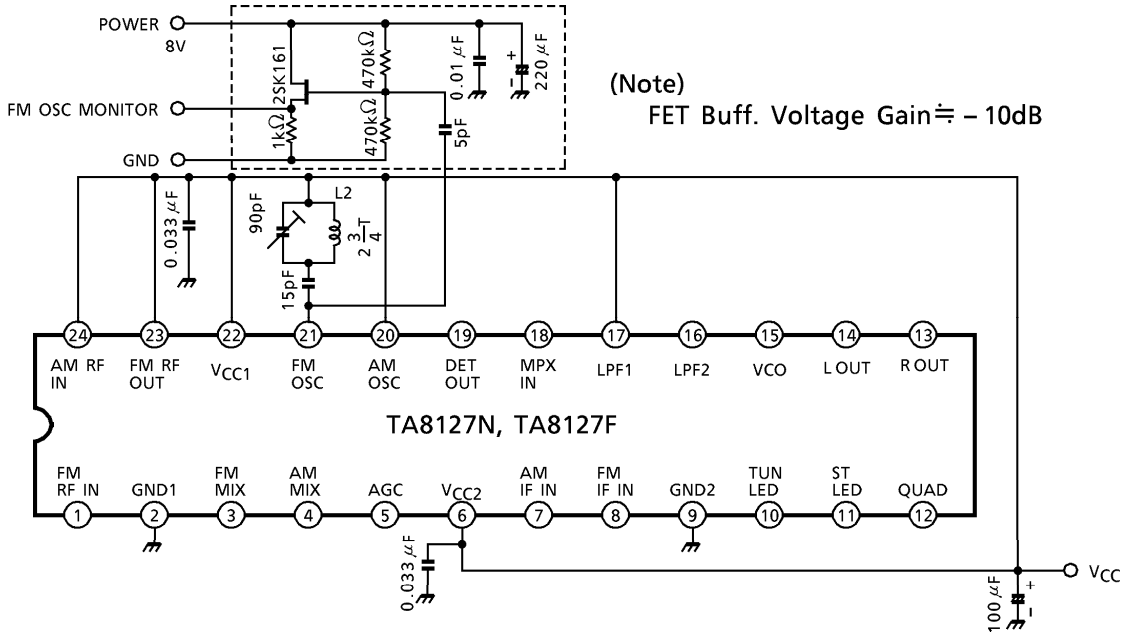 POWER
8V
2SK161
470kΩ
0.01 μF
+
-
220 μF
FM OSC MONITOR
1kΩ
470kΩ
5pF
GND
(Note)
FET Buff. Voltage Gain ≒ – 10dB
0.033 μF
90pF
L2
2 3/4 T
15pF
24 23 22 21 20 19 18 17 16 15 14 13
AM RF IN
FM RF OUT
VCC1
FM OSC
AM OSC
DET OUT
MPX IN
LPF1
LPF2
VCO
L OUT
R OUT
TA8127N, TA8127F
FM RF IN
GND1
FM MIX
AM MIX
AGC
VCC2
AM IF IN
FM IF IN
GND2
TUN LED
ST LED
QUAD
1 2 3 4 5 6 7 8 9 10 11 12
0.033 μF
VCC
100 μF
+
-